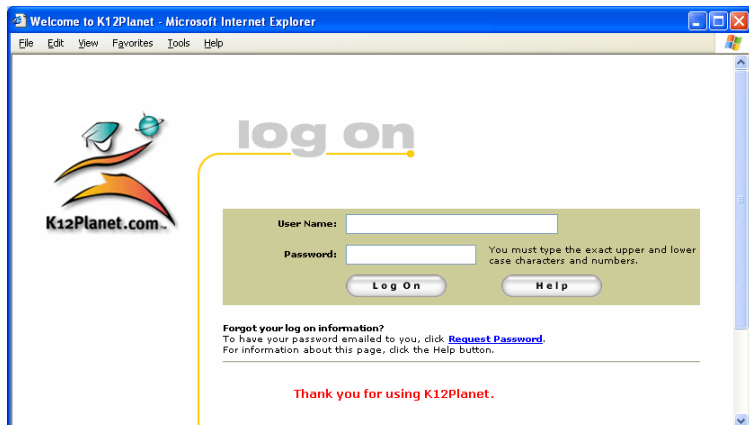 Welcome to K12Planet - Microsoft Internet Explorer
File Edit View Favorites Tools Help
log on
K12Planet.com
User Name:
Password:
You must type the exact upper and lower
case characters and numbers.
Log On
Help
Forgot your log on information?
To have your password emailed to you, click Request Password.
For information about this page, click the Help button.
Thank you for using K12Planet.